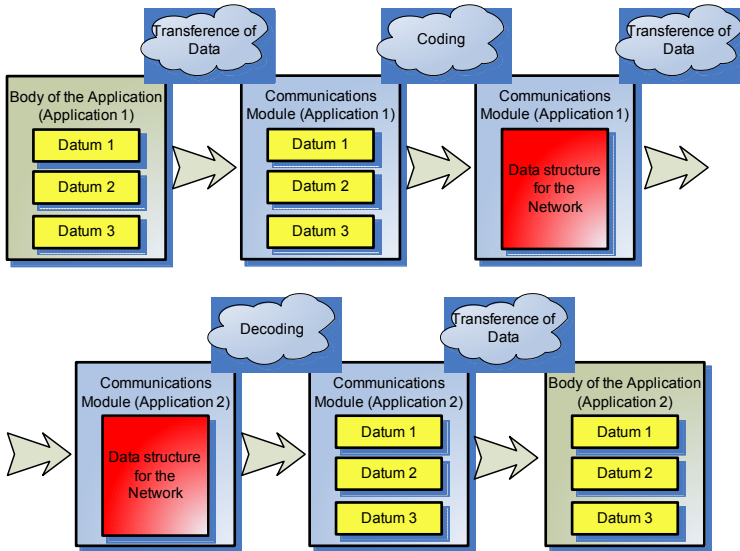 Transference of
Data
Coding
Transference of
Data
Body of the Application
(Application 1)
Datum 1
Datum 2
Datum 3
Communications
Module (Application 1)
Datum 1
Datum 2
Datum 3
Communications
Module (Application 1)
Data structure
for the
Network
Decoding
Transference of
Data
Communications
Module (Application 2)
Data structure
for the
Network
Communications
Module (Application 2)
Datum 1
Datum 2
Datum 3
Body of the Application
(Application 2)
Datum 1
Datum 2
Datum 3